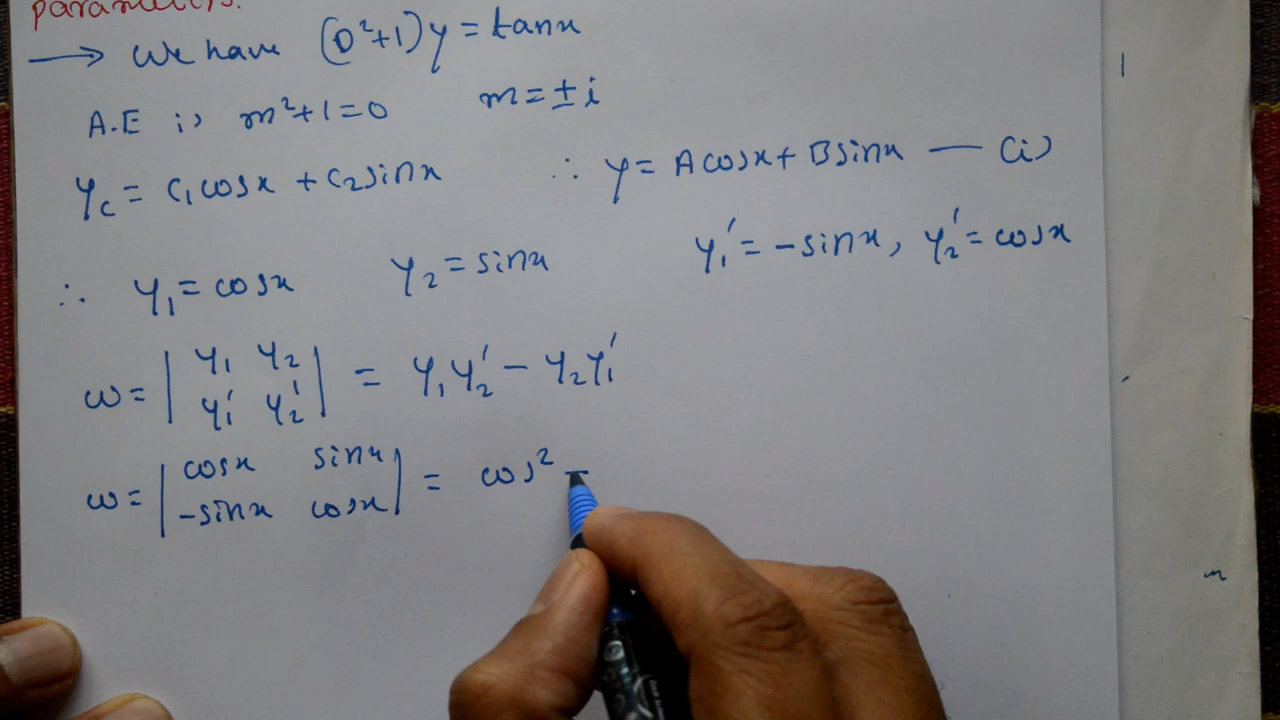 parameters.
→ We have (D²+1)y = tanx
A.E is m²+1=0 m = ±i
y_c = C₁cosx + C₂sinx ∴ y = Acosx + Bsinx — (i)
∴ y₁ = cosx y₂ = sinx y₁′ = -sinx, y₂′ = cosx
ω = | y₁ y₂ | = y₁y₂′ - y₂y₁′
| y₁′ y₂′ |
ω = | cosx sinx | = cos² -
| -sinx cosx |